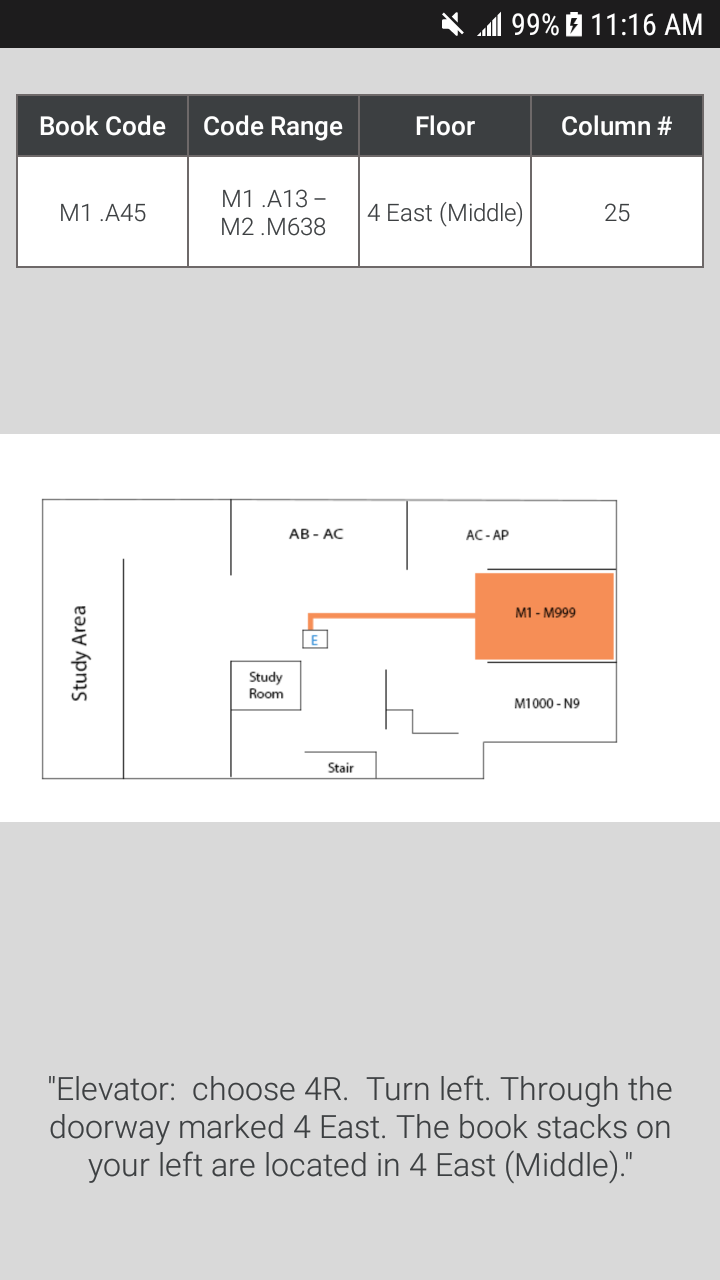 99% 11:16 AM
Book Code Code Range Floor Column #
M1 .A45 M1 .A13 – M2 .M638 4 East (Middle) 25
AB - AC
AC - AP
Study Area
M1 - M999
E
Study
Room
M1000 - N9
Stair
"Elevator:  choose 4R.  Turn left. Through the
doorway marked 4 East. The book stacks on
your left are located in 4 East (Middle)."